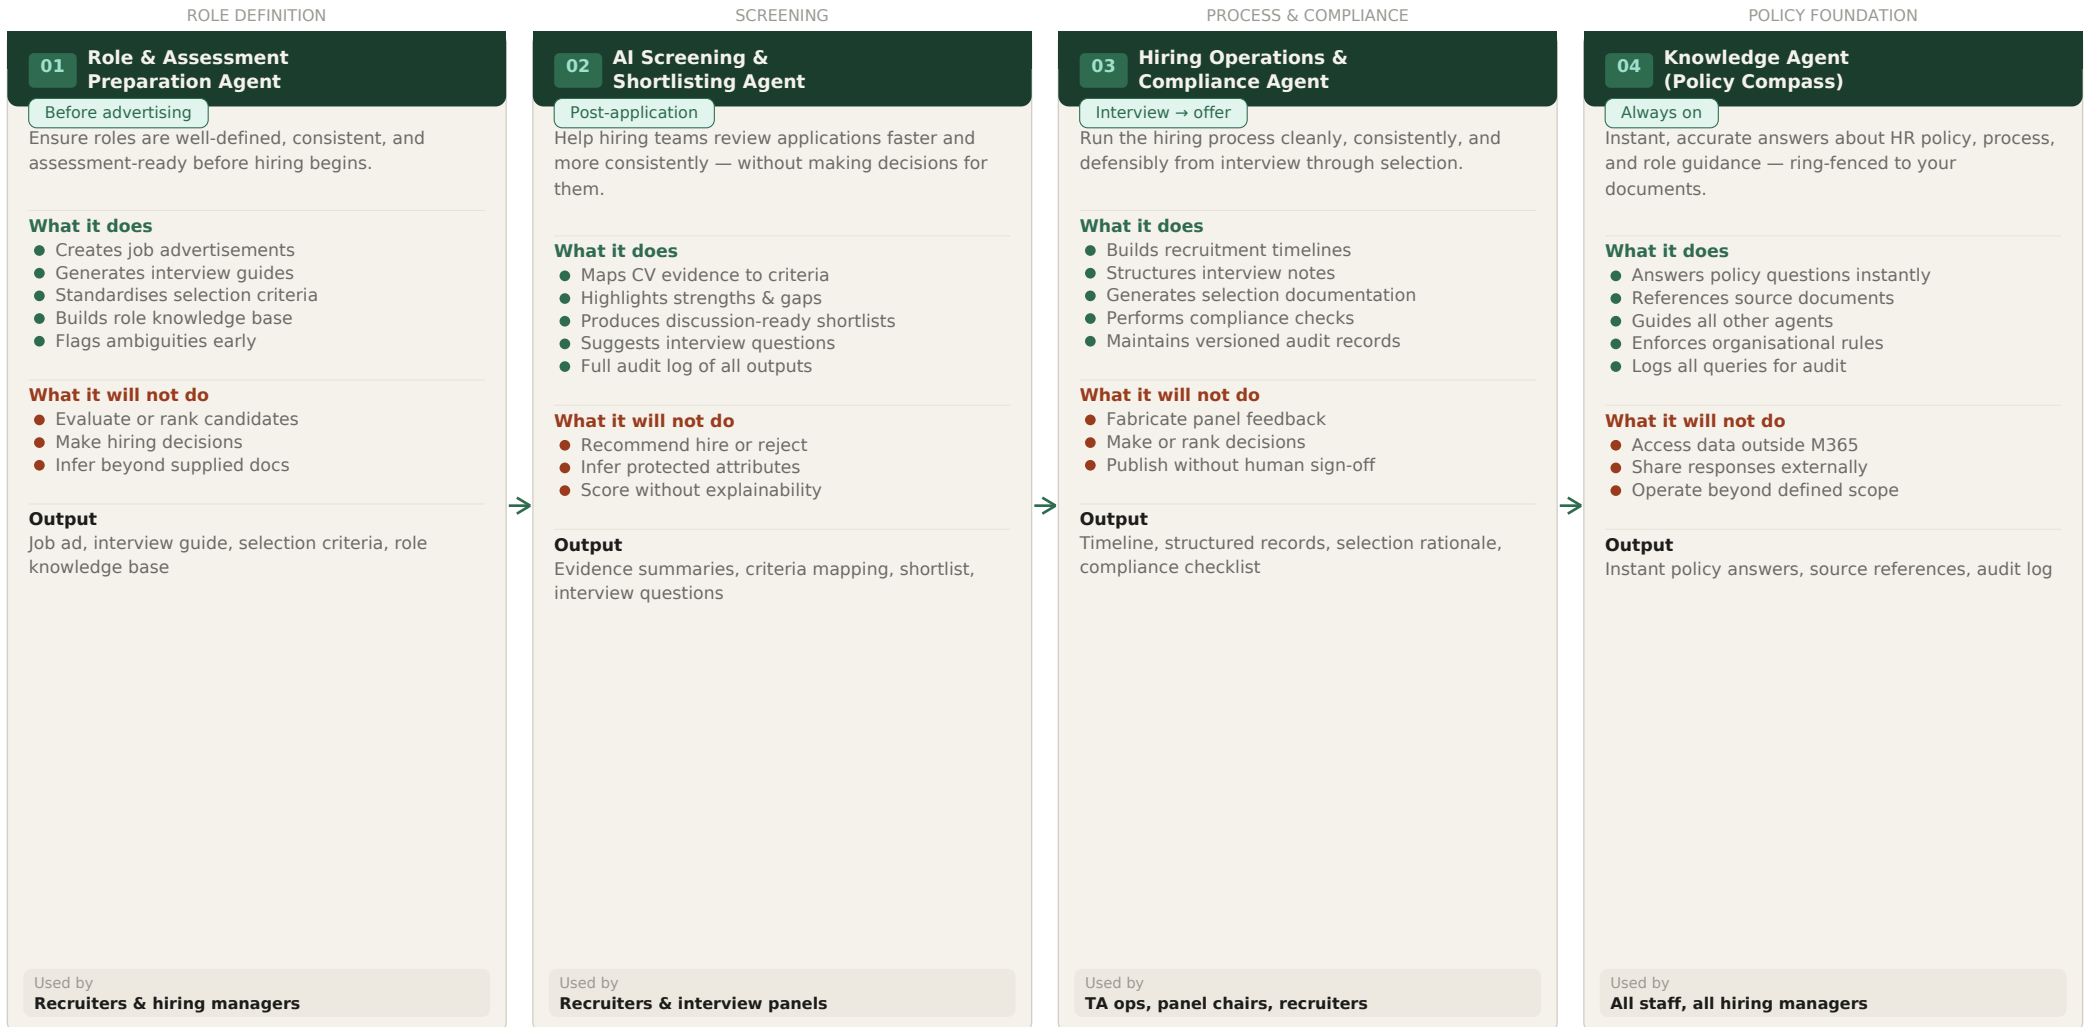 ROLE DEFINITION
01
Role & Assessment
Preparation Agent
Before advertising
Ensure roles are well-defined, consistent, and
assessment-ready before hiring begins.
What it does
Creates job advertisements
Generates interview guides
Standardises selection criteria
Builds role knowledge base
Flags ambiguities early
What it will not do
Evaluate or rank candidates
Make hiring decisions
Infer beyond supplied docs
Output
Job ad, interview guide, selection criteria, role
knowledge base
Used by
Recruiters & hiring managers
SCREENING
02
AI Screening &
Shortlisting Agent
Post-application
Help hiring teams review applications faster and
more consistently — without making decisions for
them.
What it does
Maps CV evidence to criteria
Highlights strengths & gaps
Produces discussion-ready shortlists
Suggests interview questions
Full audit log of all outputs
What it will not do
Recommend hire or reject
Infer protected attributes
Score without explainability
Output
Evidence summaries, criteria mapping, shortlist,
interview questions
Used by
Recruiters & interview panels
PROCESS & COMPLIANCE
03
Hiring Operations &
Compliance Agent
Interview → offer
Run the hiring process cleanly, consistently, and
defensibly from interview through selection.
What it does
Builds recruitment timelines
Structures interview notes
Generates selection documentation
Performs compliance checks
Maintains versioned audit records
What it will not do
Fabricate panel feedback
Make or rank decisions
Publish without human sign-off
Output
Timeline, structured records, selection rationale,
compliance checklist
Used by
TA ops, panel chairs, recruiters
POLICY FOUNDATION
04
Knowledge Agent
(Policy Compass)
Always on
Instant, accurate answers about HR policy, process,
and role guidance — ring-fenced to your
documents.
What it does
Answers policy questions instantly
References source documents
Guides all other agents
Enforces organisational rules
Logs all queries for audit
What it will not do
Access data outside M365
Share responses externally
Operate beyond defined scope
Output
Instant policy answers, source references, audit log
Used by
All staff, all hiring managers